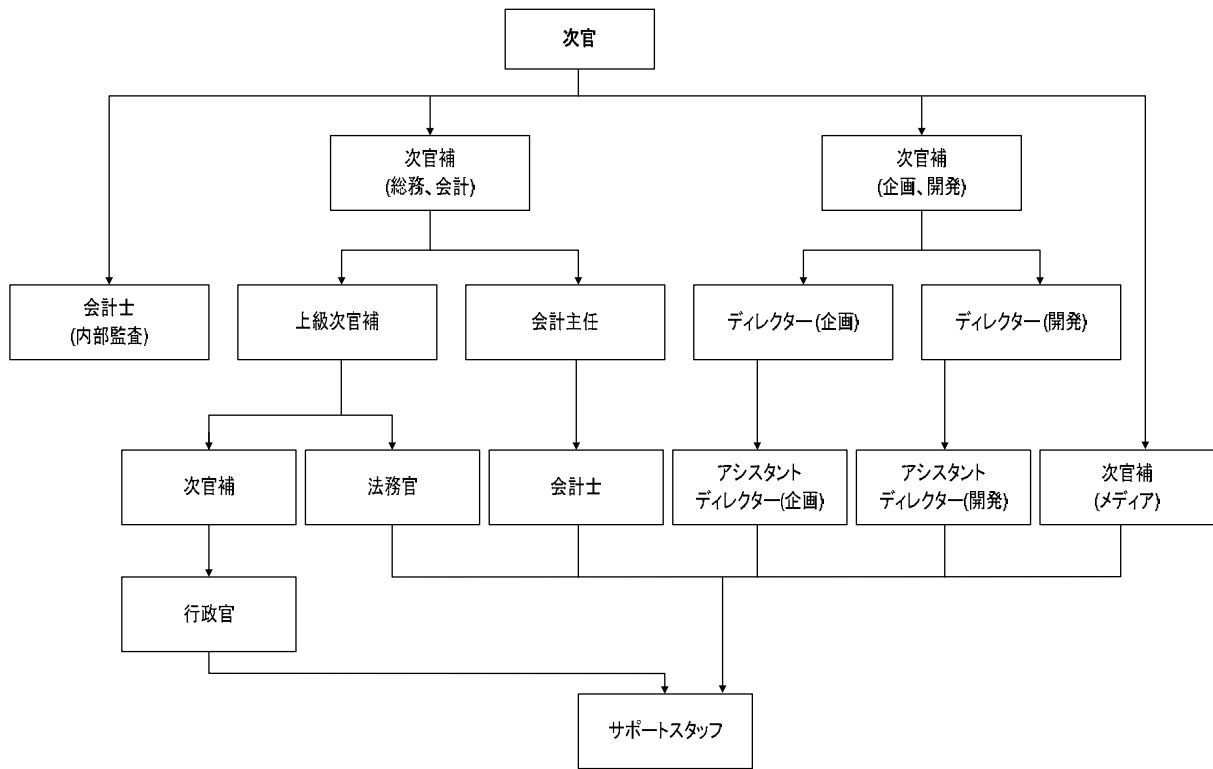 次官
次官補
(総務、会計)
次官補
(企画、開発)
会計士
(内部監査)
上級次官補
会計主任
ディレクター(企画)
ディレクター(開発)
次官補
法務官
会計士
アシスタント
ディレクター(企画)
アシスタント
ディレクター(開発)
次官補
(メディア)
行政官
サポートスタッフ